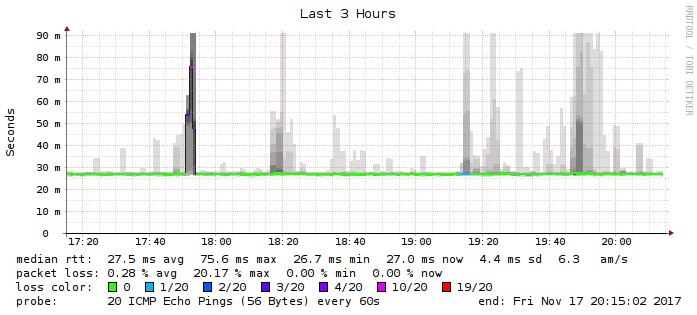 Last 3 Hours
90 m
80 m
70 m
60 m
50 m
40 m
30 m
20 m
10 m
0
Seconds
17:20 17:40 18:00 18:20 18:40 19:00 19:20 19:40 20:00
RRDTOOL / TOBI OETIKER
median rtt: 27.5 ms avg 75.6 ms max 26.7 ms min 27.0 ms now 4.4 ms sd 6.3 am/s
packet loss: 0.28 % avg 20.17 % max 0.00 % min 0.00 % now
loss color: 0 1/20 2/20 3/20 4/20 10/20 19/20
probe: 20 ICMP Echo Pings (56 Bytes) every 60s end: Fri Nov 17 20:15:02 2017